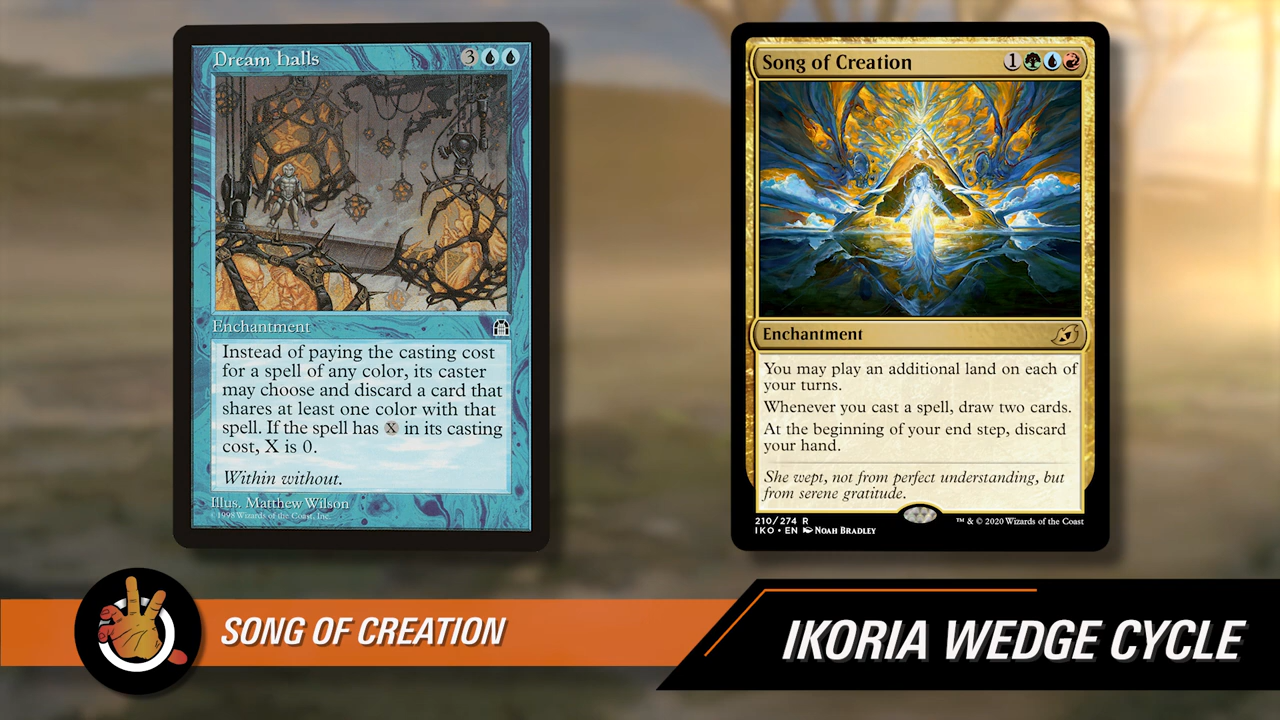 Dream Halls
3
Enchantment
Instead of paying the casting cost
for a spell of any color, its caster
may choose and discard a card that
shares at least one color with that
spell. If the spell has X in its casting
cost, X is 0.
Within without.
Illus. Matthew Wilson
© 1998 Wizards of the Coast, Inc.
Song of Creation
1
Enchantment
You may play an additional land on each of
your turns.
Whenever you cast a spell, draw two cards.
At the beginning of your end step, discard
your hand.
She wept, not from perfect understanding, but
from serene gratitude.
210/274 R
IKO • EN NOAH BRADLEY
™ & © 2020 Wizards of the Coast
SONG OF CREATION
IKORIA WEDGE CYCLE